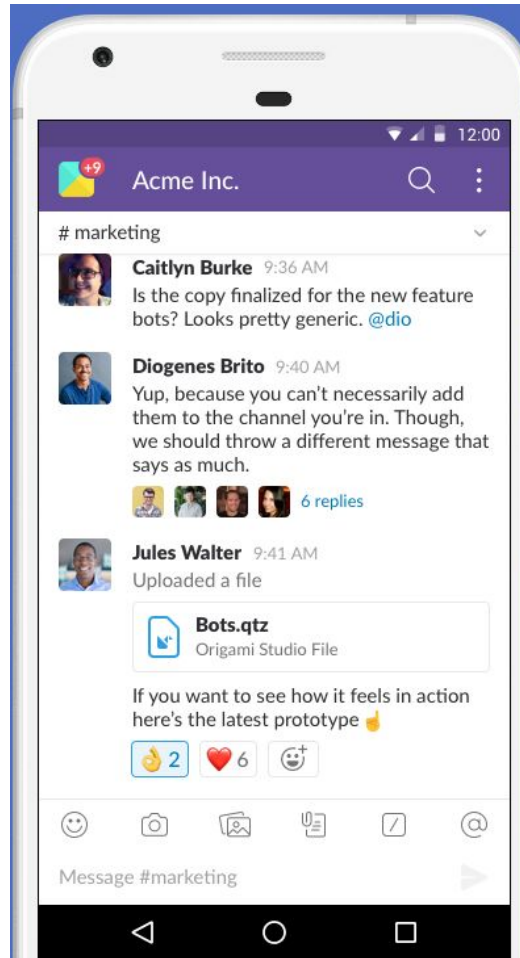 12:00
+9
Acme Inc.
# marketing
Caitlyn Burke 9:36 AM
Is the copy finalized for the new feature
bots? Looks pretty generic. @dio
Diogenes Brito 9:40 AM
Yup, because you can’t necessarily add
them to the channel you’re in. Though,
we should throw a different message that
says as much.
6 replies
Jules Walter 9:41 AM
Uploaded a file
Bots.qtz
Origami Studio File
If you want to see how it feels in action
here’s the latest prototype ☝️
👌 2 ❤️ 6
Message #marketing